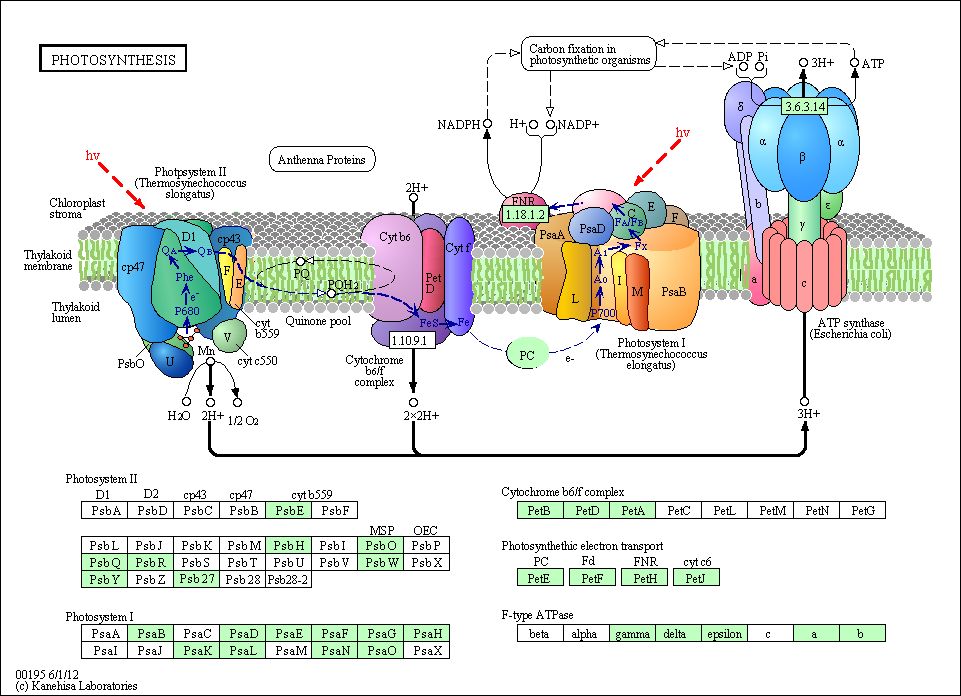 PHOTOSYNTHESIS
Carbon fixation in
photosynthetic organisms
ADP Pi
3H+
ATP
NADPH
H+
NADP+
hν
hν
Anthenna Proteins
Photpsystem II
(Thermosynechococcus
slongatus)
Chloroplast
stroma
2H+
FNR
1.18.1.2
3.6.3.14
δ
α
β
α
b
ε
γ
a
c
D1
cp43
cp47
QA
QB
F
E
Phe
e-
P680
Thylakoid
membrane
Thylakoid
lumen
PQ
PQH2
Quinone pool
Cyt b6
Cyt f
Pet
D
FeS
Fe
1.10.9.1
PsaA
PsaD
C
E
F
FA/FB
Fx
A1
A0
P700
L
I
M
PsaB
PC
e-
Photosystem I
(Thermosynechococcus
elongatus)
ATP synthase
(Escherichia coli)
cyt
b559
V
cyt c550
PsbO
U
Mn
Cytochrome
b6/f
complex
H2O
2H+
1/2 O2
2×2H+
3H+
Photosystem II
D1 D2 cp43 cp47 cyt b559
PsbA PsbD PsbC PsbB PsbE PsbF
MSP OEC
PsbL PsbJ PsbK PsbM PsbH PsbI PsbO PsbP
PsbQ PsbR PsbS PsbT PsbU PsbV PsbW PsbX
PsbY PsbZ Psb27 Psb28 Psb28-2
Photosystem I
PsaA PsaB PsaC PsaD PsaE PsaF PsaG PsaH
PsaI PsaJ PsaK PsaL PsaM PsaN PsaO PsaX
Cytochrome b6/f complex
PetB PetD PetA PetC PetL PetM PetN PetG
Photosynthethic electron transport
PC Fd FNR cyt c6
PetE PetF PetH PetJ
F-type ATPase
beta alpha gamma delta epsilon c a b
00195 6/1/12
(c) Kanehisa Laboratories